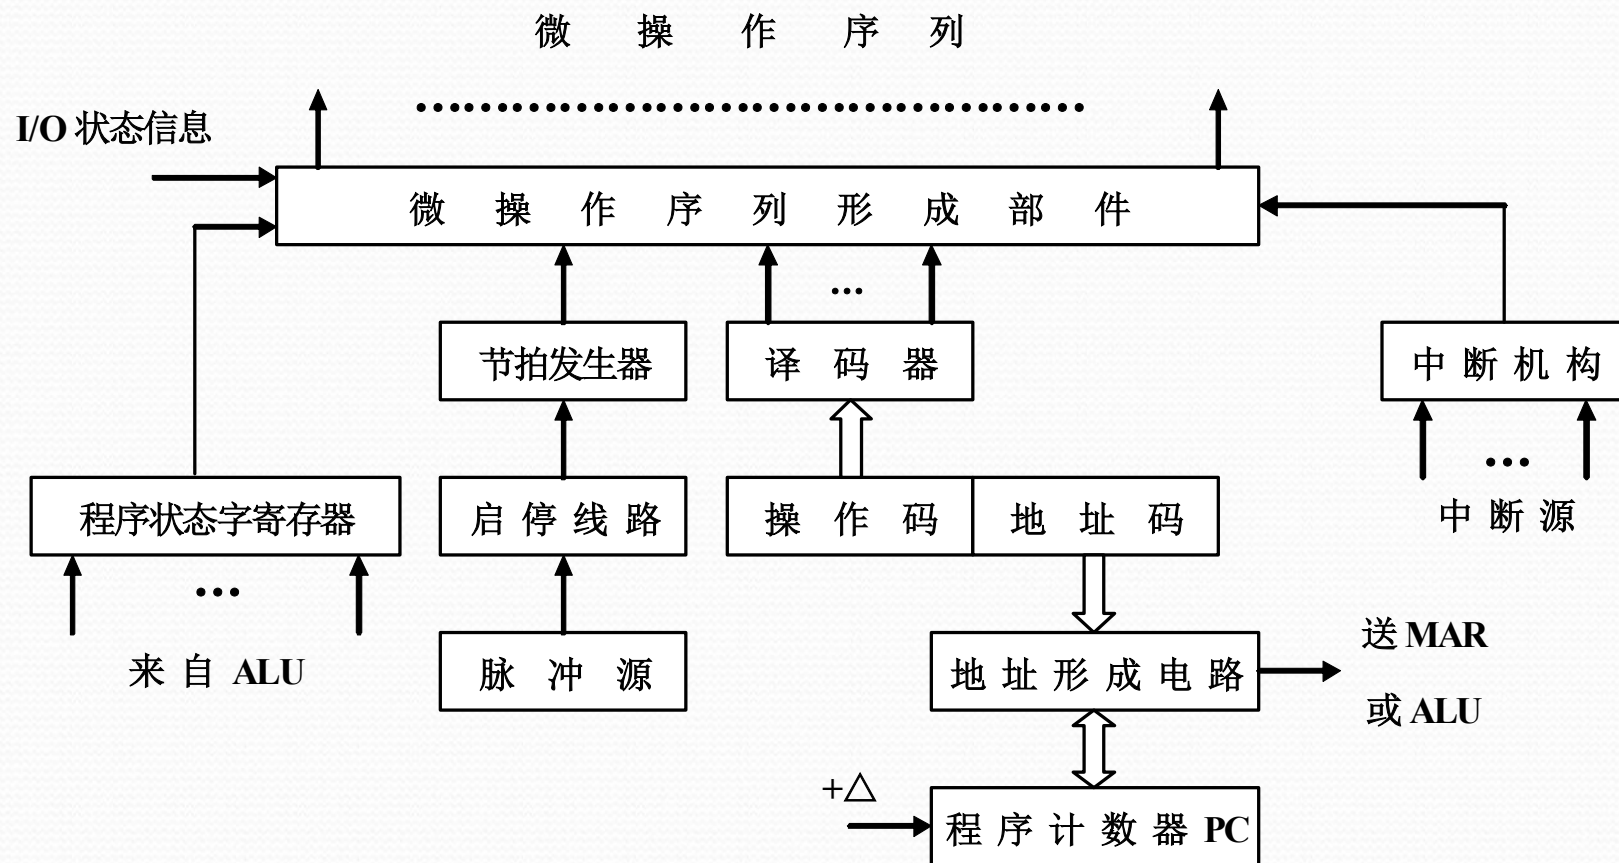 微操作序列
I/O 状态信息
微操作序列形成部件
...
节拍发生器
译码器
中断机构
...
程序状态字寄存器
启停线路
操作码
地址码
中断源
...
来自 ALU
脉冲源
地址形成电路
送 MAR
或 ALU
+△
程序计数器 PC